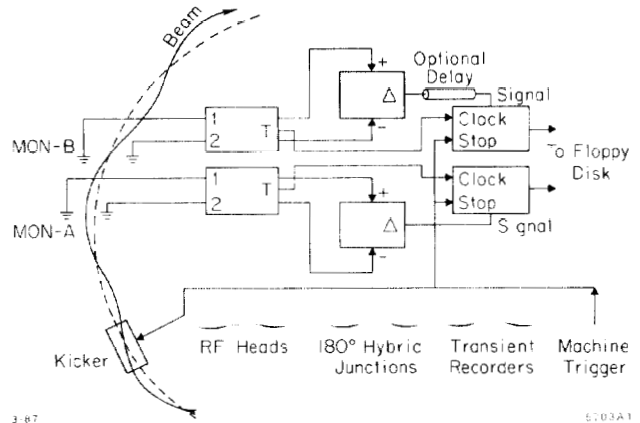 Beam
Optional
Delay
Signal
+
Δ
-
1
2
T
Clock
Stop
MON-B
To Floppy
Disk
1
2
T
Clock
Stop
MON-A
+
Δ
-
Signal
Kicker
RF Heads
180° Hybric
Junctions
Transient
Recorders
Machine
Trigger
3-87
5703A1